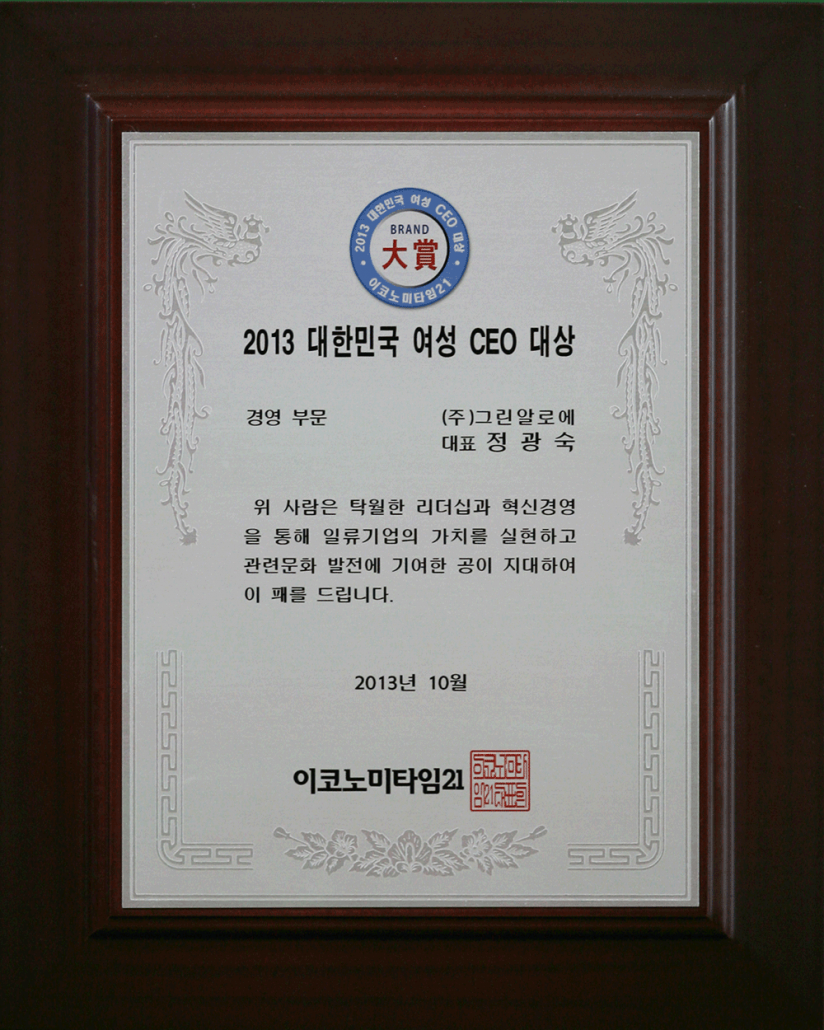 2013 대한민국 여성 CEO 대상
BRAND
大賞
이코노미타임21
2013 대한민국 여성 CEO 대상
경영 부문
(주)그린알로에
대표 정광숙
위 사람은 탁월한 리더십과 혁신경영
을 통해 일류기업의 가치를 실현하고
관련문화 발전에 기여한 공이 지대하여
이 패를 드립니다.
2013년 10월
이코노미타임21